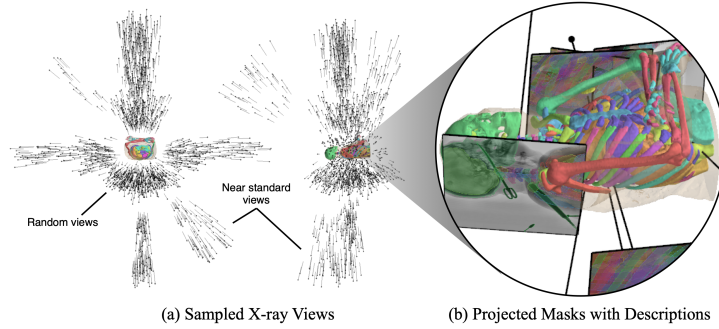 Random views
Near standard
views
(a) Sampled X-ray Views
(b) Projected Masks with Descriptions